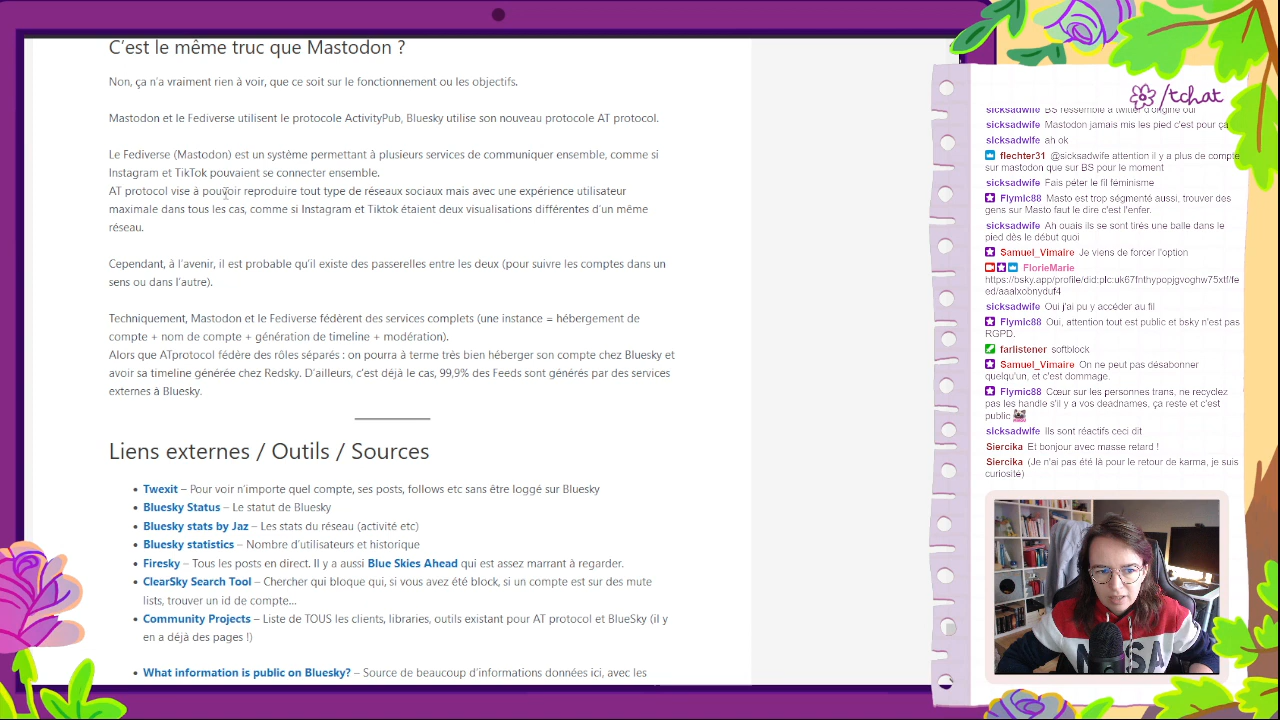 C'est le même truc que Mastodon ?
Non, ça n'a vraiment rien à voir, que ce soit sur le fonctionnement ou les objectifs.
Mastodon et le Fediverse utilisent le protocole ActivityPub, Bluesky utilise son nouveau protocole AT protocol.
Le Fediverse (Mastodon) est un système permettant à plusieurs services de communiquer ensemble, comme si
Instagram et TikTok pouvaient se connecter ensemble.
AT protocol vise à pouvoir reproduire tout type de réseaux sociaux mais avec une expérience utilisateur
maximale dans tous les cas, comme si Instagram et Tiktok étaient deux visualisations différentes d'un même
réseau.
Cependant, à l'avenir, il est probable qu'il existe des passerelles entre les deux (pour suivre les comptes dans un
sens ou dans l'autre).
Techniquement, Mastodon et le Fediverse fédèrent des services complets (une instance = hébergement de
compte + nom de compte + génération de timeline + modération).
Alors que ATprotocol fédère des rôles séparés : on pourra à terme très bien héberger son compte chez Bluesky et
avoir sa timeline générée chez Redsky. D'ailleurs, c'est déjà le cas, 99,9% des Feeds sont générés par des services
externes à Bluesky.
Liens externes / Outils / Sources
• Twexit – Pour voir n'importe quel compte, ses posts, follows etc sans être loggé sur Bluesky
• Bluesky Status – Le statut de Bluesky
• Bluesky stats by Jaz – Les stats du réseau (activité etc)
• Bluesky statistics – Nombre d'utilisateurs et historique
• Firesky – Tous les posts en direct. Il y a aussi Blue Skies Ahead qui est assez marrant à regarder.
• ClearSky Search Tool – Chercher qui bloque qui, si vous avez été block, si un compte est sur des mute
lists, trouver un id de compte...
• Community Projects – Liste de TOUS les clients, libraries, outils existant pour AT protocol et BlueSky (il y
en a déjà des pages !)
• What information is public on Bluesky? – Source de beaucoup d'informations données ici, avec les
/tchat
sicksadwife BS ressemble à twitter d'origine oui
sicksadwife Mastodon jamais mis les pied c'est pour ça
sicksadwife ah ok
flechter31 @sicksadwife attention il y a plus de compte
sur mastodon que sur BS pour le moment
sicksadwife Fais péter le fil féminisme
Flymic88 Masto est trop ségmenté aussi, trouver des
gens sur Masto faut le dire c'est l'enfer.
sicksadwife Ah ouais ils se sont tirés une balle dans le
pied dès le début quoi
Samuel_Vimaire Je viens de forcer l'option
FlorieMarie
https://bsky.app/profile/did:plc:uk67fnthypopjgvoghw75xtf/fe
ed/aaalxobnyduf4
sicksadwife Oui j'ai pu y accéder au fil
Flymic88 Oui, attention tout est public et bsky n'est pas
RGPD.
farlistener softblock
Samuel_Vimaire On ne peut pas désabonner
quelqu'un, et c'est dommage.
Flymic88 Cœur sur les personnes trans, ne recyclez
pas les handle s'il y a vos deadnames, ça reste et c'est
public
sicksadwife Ils sont réactifs ceci dit
Siercika Et bonjour avec masse retard !
Siercika (Je n'ai pas été là pour le retour de karma, je suis
curiosité)